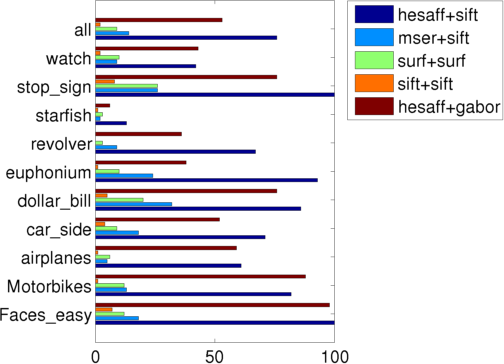 all
watch
stop_sign
starfish
revolver
euphonium
dollar_bill
car_side
airplanes
Motorbikes
Faces_easy
0 50 100
hesaff+sift
mser+sift
surf+surf
sift+sift
hesaff+gabor